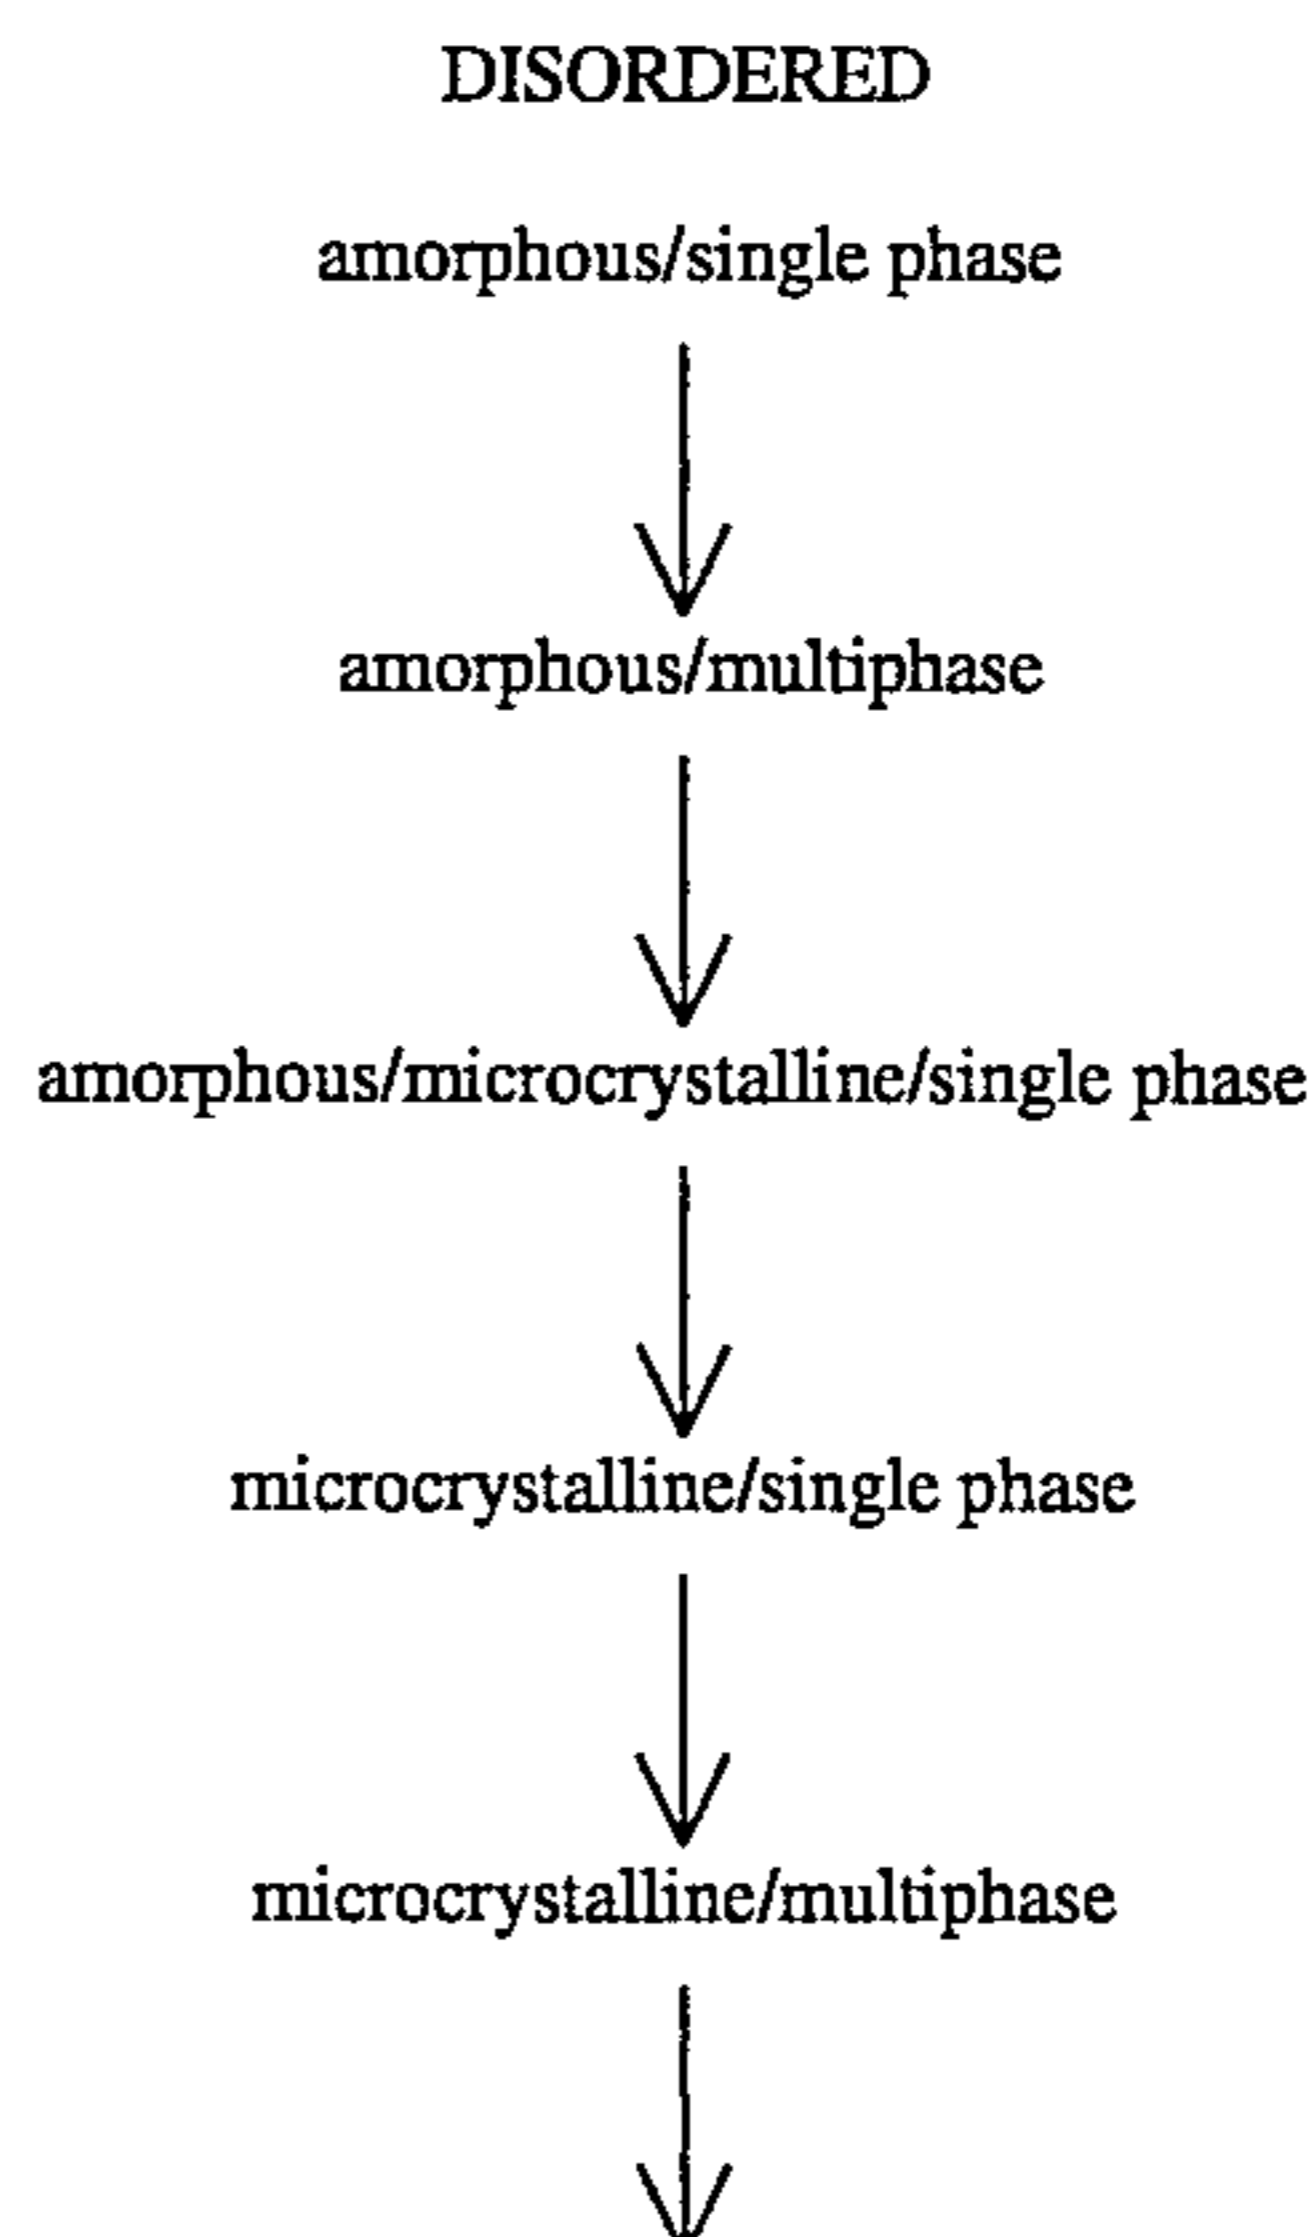 DISORDERED
amorphous/single phase
amorphous/multiphase
amorphous/microcrystalline/single phase
microcrystalline/single phase
microcrystalline/multiphase